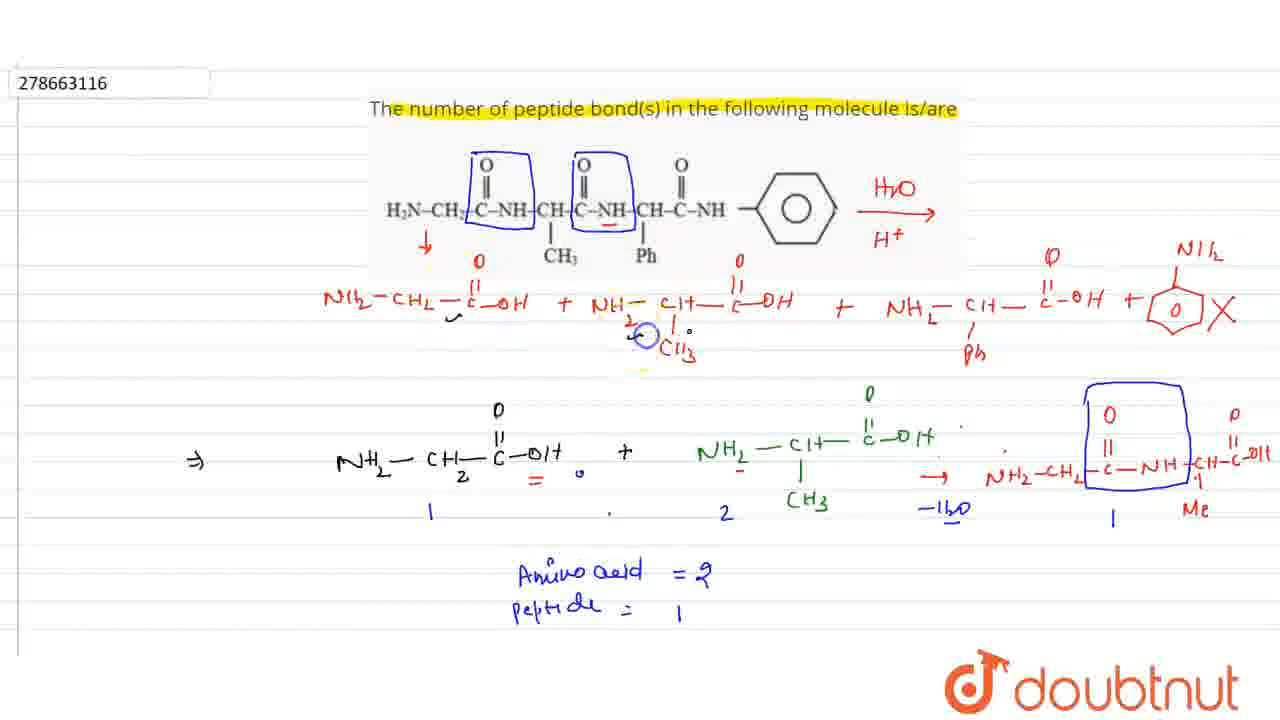 278663116
The number of peptide bond(s) in the following molecule is/are
O O O
H₂N–CH₂–C–NH–CH–C–NH–CH–C–NH
CH₃ Ph
H₂O
H⁺
O O O NH₂
NH₂–CH₂–C–OH + NH₂–CH–C–OH + NH₂–CH–C–OH + O X
CH₃ Ph
O O O O
⇒ NH₂–CH₂–C–OH + NH₂–CH–C–OH → NH₂–CH₂–C–NH–CH–C–OH
CH₃ Me
1 2 –H₂O 1
Amino acid = 2
Peptide = 1
doubtnut